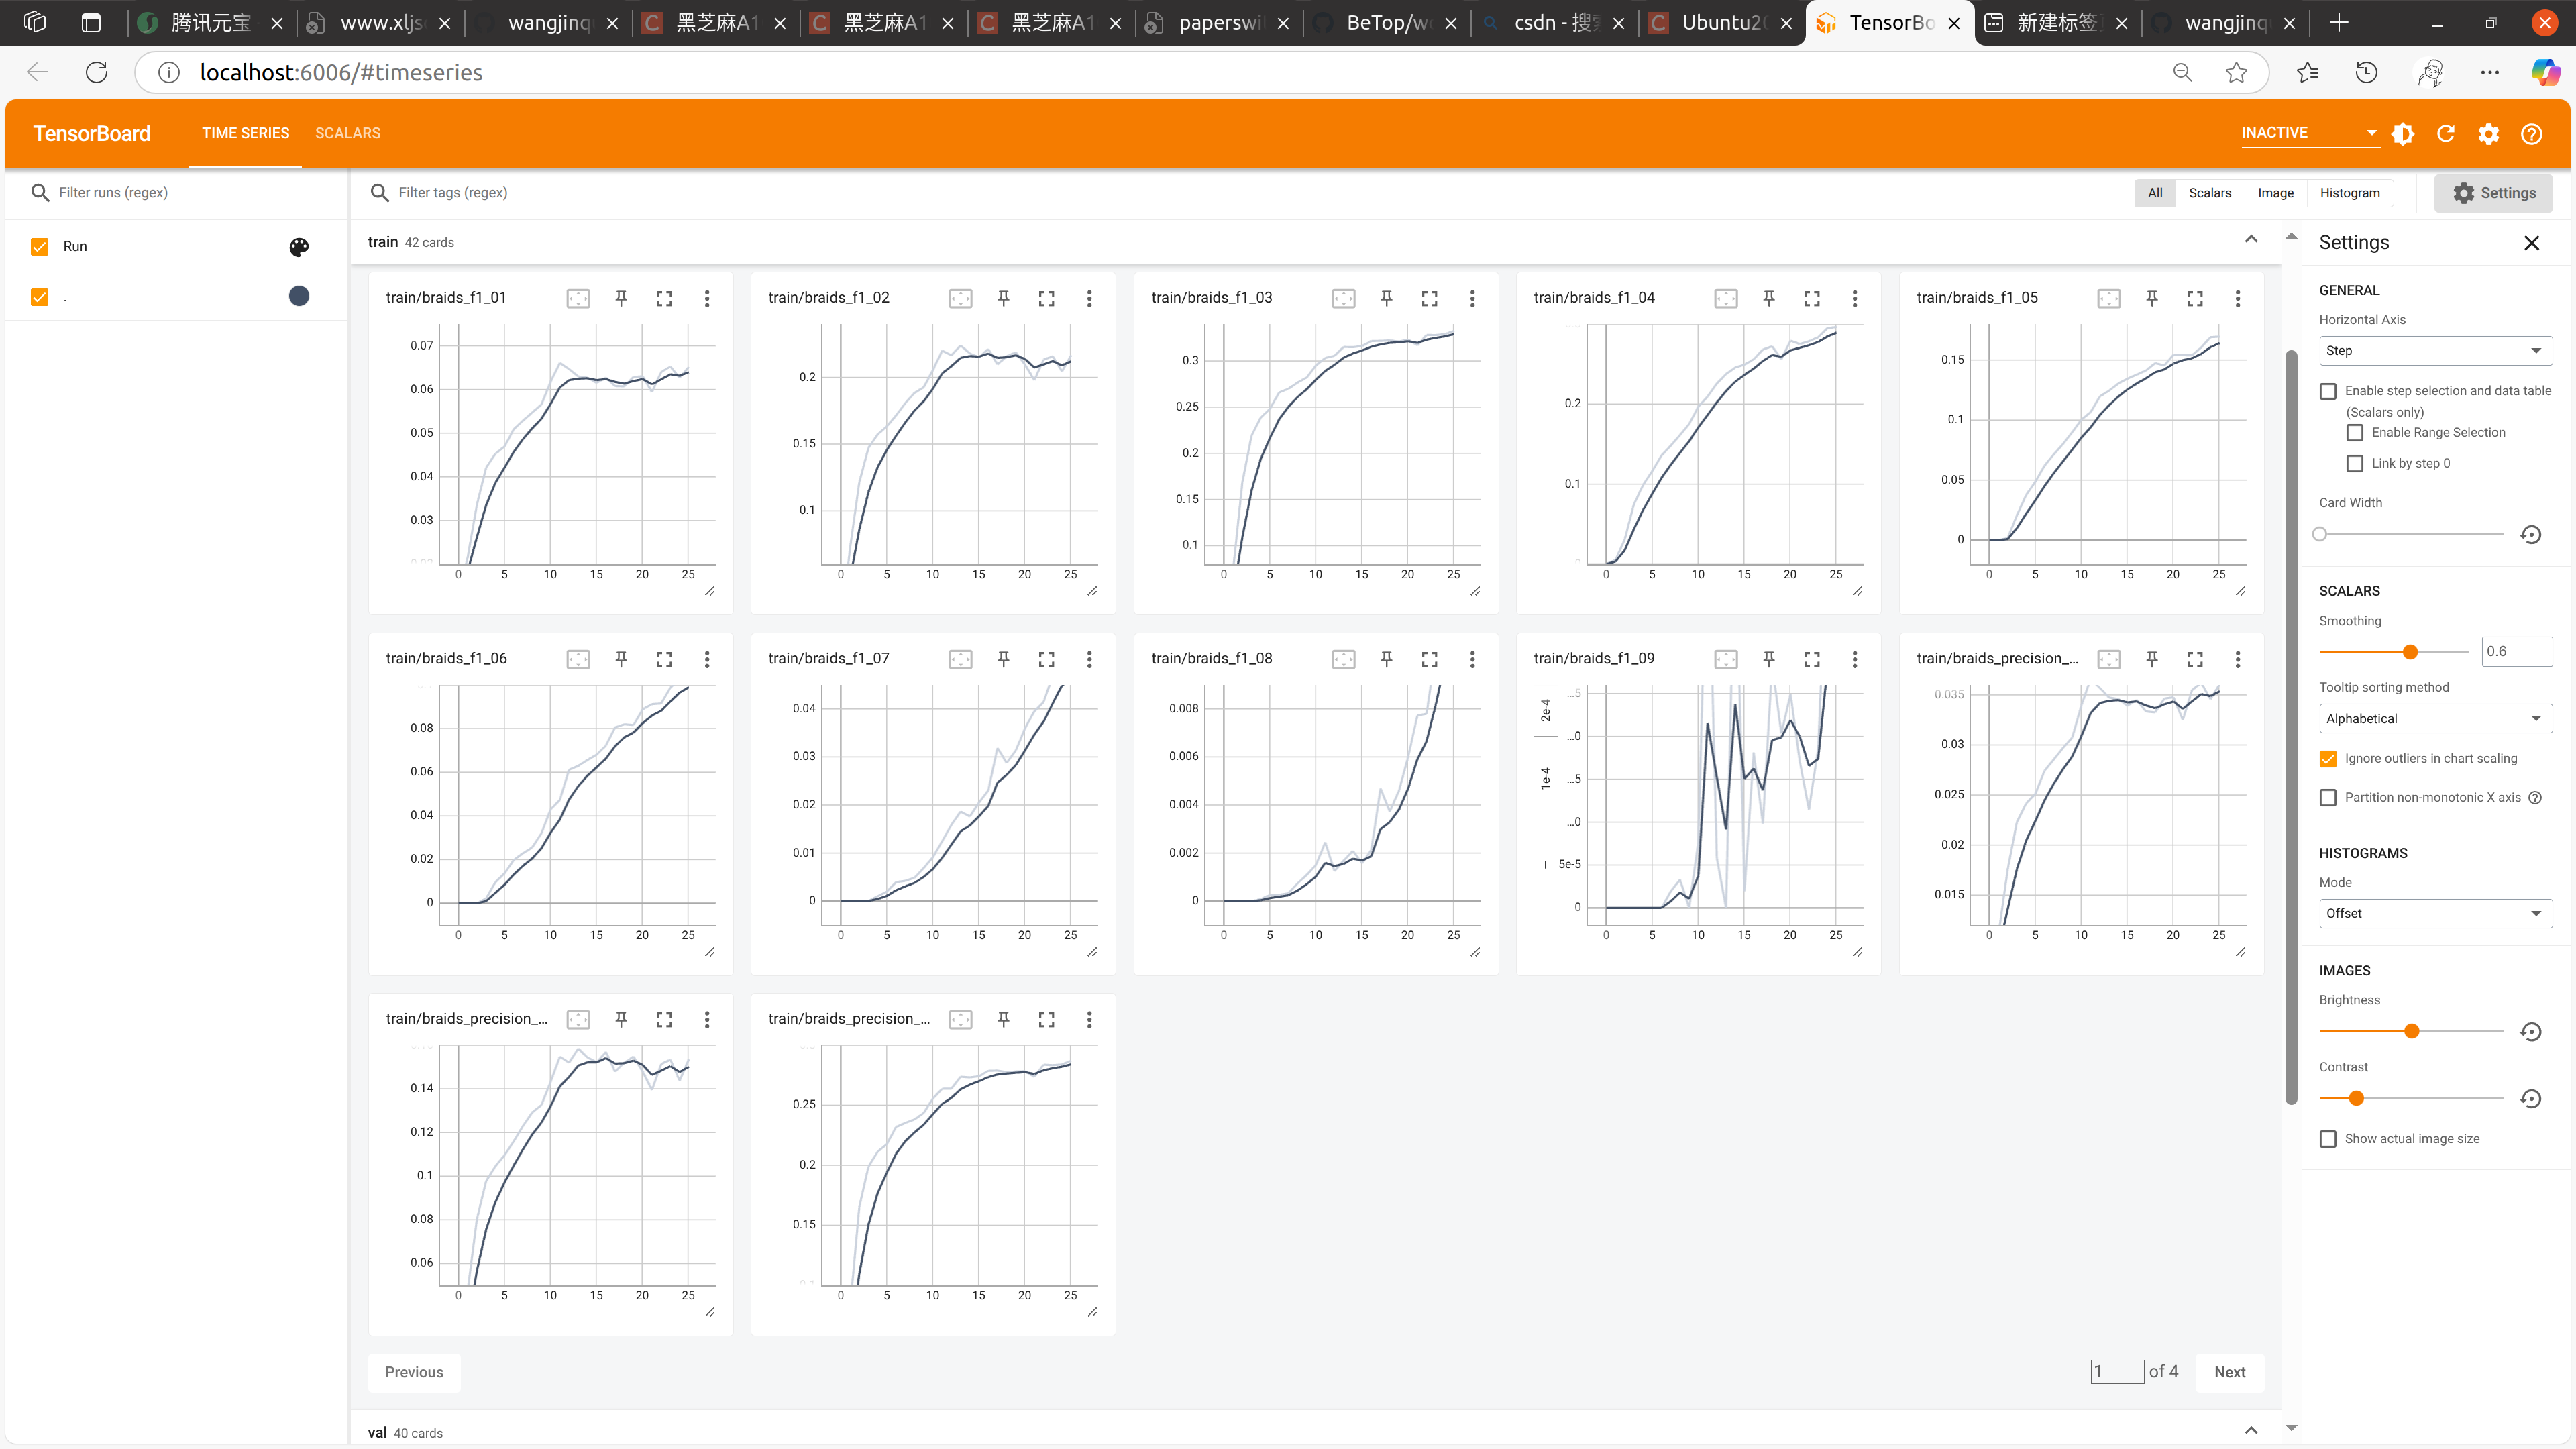 腾讯元宝 www.xljs wangjinq 黑芝麻A1 黑芝麻A1 黑芝麻A1 paperswi BeTop/w csdn - 搜 Ubuntu20 TensorBo 新建标签 wangjinq
localhost:6006/#timeseries
TensorBoard TIME SERIES SCALARS INACTIVE
Filter runs (regex) Filter tags (regex) All Scalars Image Histogram Settings
Run
.
train 42 cards
train/braids_f1_01 train/braids_f1_02 train/braids_f1_03 train/braids_f1_04 train/braids_f1_05
0.07 0.06 0.05 0.04 0.03
0 5 10 15 20 25
0.2 0.15 0.1
0 5 10 15 20 25
0.3 0.25 0.2 0.15 0.1
0 5 10 15 20 25
0.2 0.1
0 5 10 15 20 25
0.15 0.1 0.05 0
0 5 10 15 20 25
train/braids_f1_06 train/braids_f1_07 train/braids_f1_08 train/braids_f1_09 train/braids_precision_...
0.08 0.06 0.04 0.02 0
0 5 10 15 20 25
0.04 0.03 0.02 0.01 0
0 5 10 15 20 25
0.008 0.006 0.004 0.002 0
0 5 10 15 20 25
2e-4 1e-4 ...5 ...0 ...5 ...0 5e-5 0
0 5 10 15 20 25
0.035 0.03 0.025 0.02 0.015
0 5 10 15 20 25
train/braids_precision_... train/braids_precision_...
0.14 0.12 0.1 0.08 0.06
0 5 10 15 20 25
0.25 0.2 0.15
0 5 10 15 20 25
Previous 1 of 4 Next
val 40 cards
Settings
GENERAL
Horizontal Axis
Step
Enable step selection and data table
(Scalars only)
Enable Range Selection
Link by step 0
Card Width
SCALARS
Smoothing
0.6
Tooltip sorting method
Alphabetical
Ignore outliers in chart scaling
Partition non-monotonic X axis
HISTOGRAMS
Mode
Offset
IMAGES
Brightness
Contrast
Show actual image size